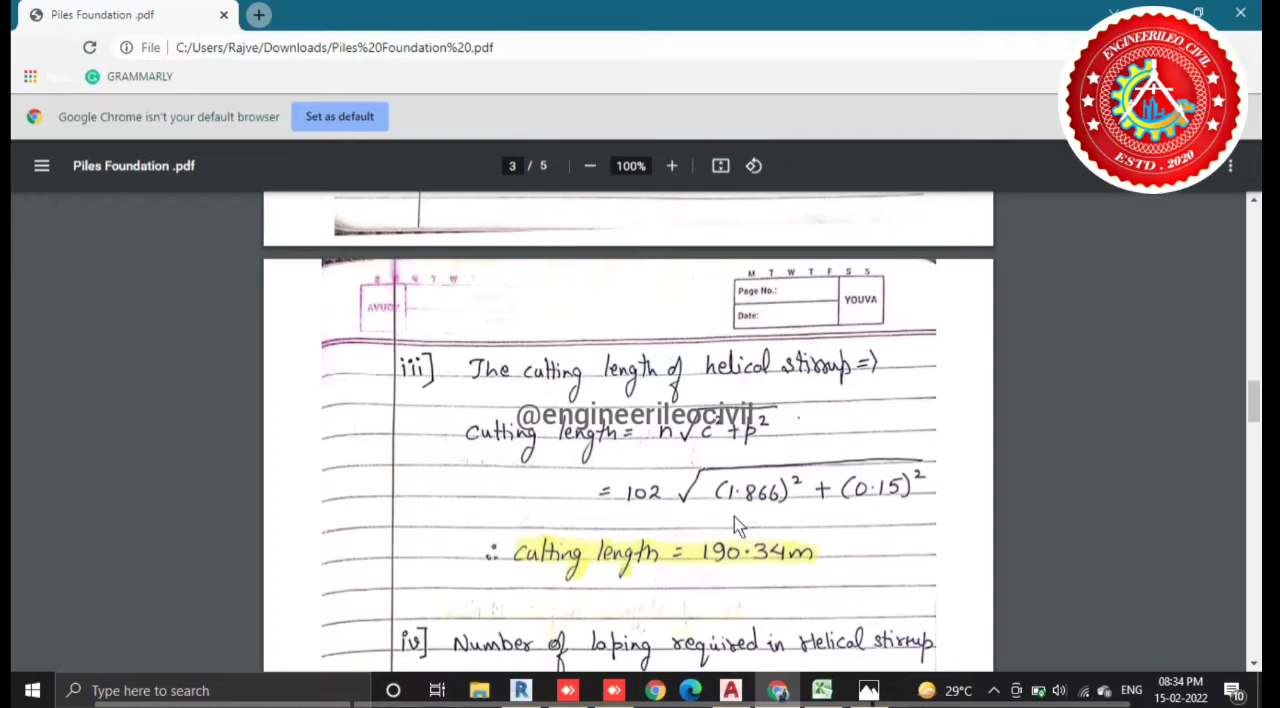 Piles Foundation .pdf
File
C:/Users/Rajve/Downloads/Piles%20Foundation%20.pdf
GRAMMARLY
Google Chrome isn't your default browser
Set as default
ENGINEERILEO CIVIL
ESTD . 2020
Piles Foundation .pdf
3 / 5
100%
M T W T F S S
Page No.:
Date:
YOUVA
iii] The cutting length of helical stirrup =>
@engineerileocivil
Cutting length = n√c²+p²
= 102 √(1.866)² + (0.15)²
∴ Cutting length = 190.34m
iv] Number of laping required in Helical stirrup
Type here to search
29°C
ENG
08:34 PM
15-02-2022
10